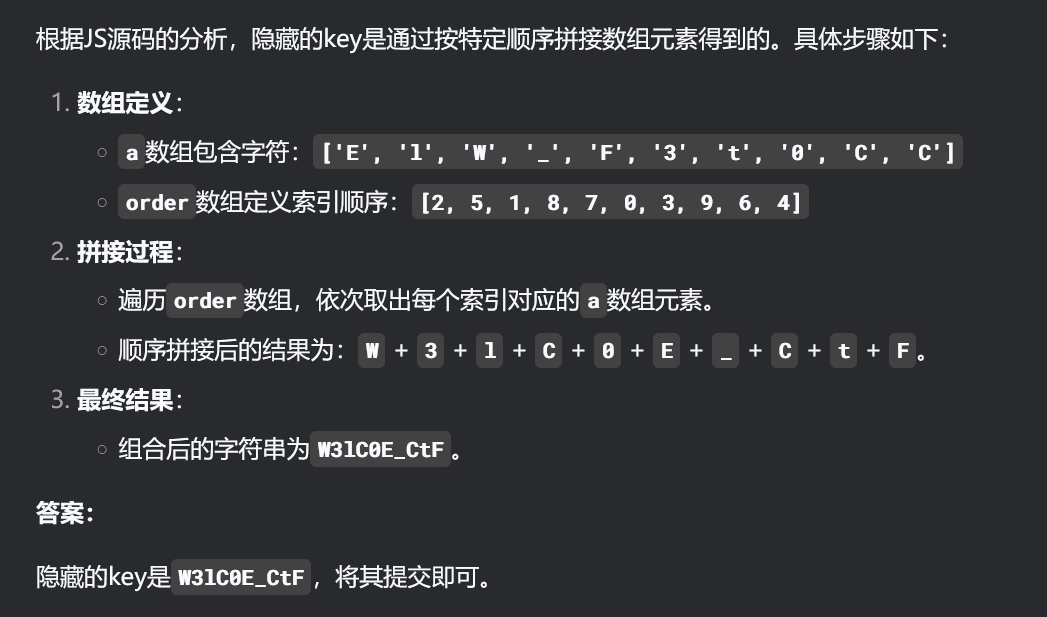 根据JS源码的分析，隐藏的key是通过按特定顺序拼接数组元素得到的。具体步骤如下：
1. 数组定义：
○ a 数组包含字符：['E', 'l', 'W', '_', 'F', '3', 't', '0', 'C', 'C']
○ order 数组定义索引顺序：[2, 5, 1, 8, 7, 0, 3, 9, 6, 4]
2. 拼接过程：
○ 遍历 order 数组，依次取出每个索引对应的 a 数组元素。
○ 顺序拼接后的结果为：W + 3 + l + C + 0 + E + _ + C + t + F。
3. 最终结果：
○ 组合后的字符串为 W3lC0E_CtF。
答案：
隐藏的key是 W3lC0E_CtF，将其提交即可。